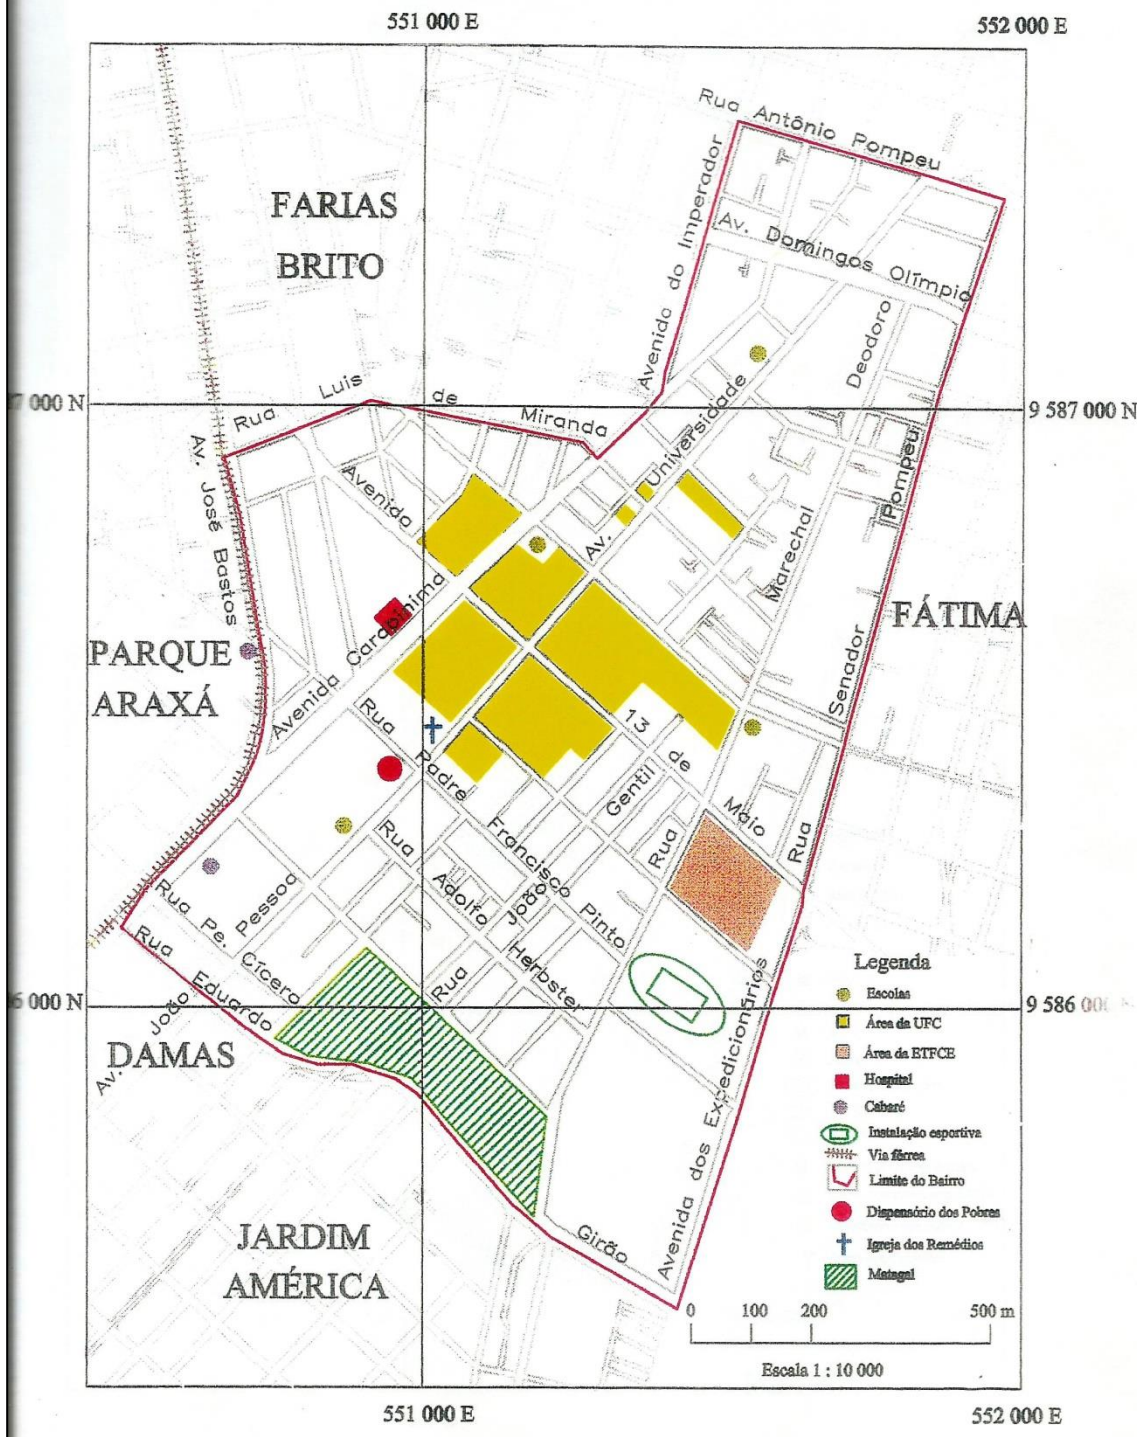 551 000 E
552 000 E
Rua Antônio Pompeu
FARIAS
BRITO
Avenida do Imperador
Av. Domingos Olímpio
Deodoro
Rua Luis de Miranda
7 000 N
9 587 000 N
Av. José Bastos
Avenida
Av. Universidade
Pompeu
Marechal
FÁTIMA
Avenida Carapinima
PARQUE
ARAXÁ
Senador
Rua Padre Francisco Pinto
13 de Maio
João Gentil
Rua
Rua
Rua Adolfo Herbster
Pessoa
Rua Pe. Cícero
Rua
Rua Eduardo
João
Av.
6 000 N
9 586 00
DAMAS
Avenida dos Expedicionários
Girão
JARDIM
AMÉRICA
Legenda
Escolas
Área da UFC
Área da ETFCE
Hospital
Cabaré
Instalação esportiva
Via férrea
Limite do Bairro
Dispensório dos Pobres
Igreja dos Remédios
Matagal
0 100 200 500 m
Escala 1 : 10 000
551 000 E
552 000 E